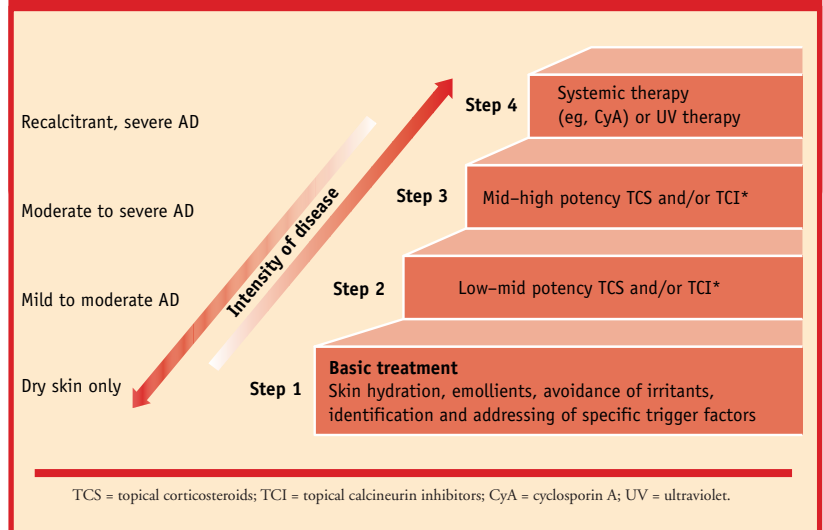 Recalcitrant, severe AD
Moderate to severe AD
Mild to moderate AD
Dry skin only
Intensity of disease
Step 4
Systemic therapy
(eg, CyA) or UV therapy
Step 3
Mid–high potency TCS and/or TCI*
Step 2
Low–mid potency TCS and/or TCI*
Step 1
Basic treatment
Skin hydration, emollients, avoidance of irritants,
identification and addressing of specific trigger factors
TCS = topical corticosteroids; TCI = topical calcineurin inhibitors; CyA = cyclosporin A; UV = ultraviolet.